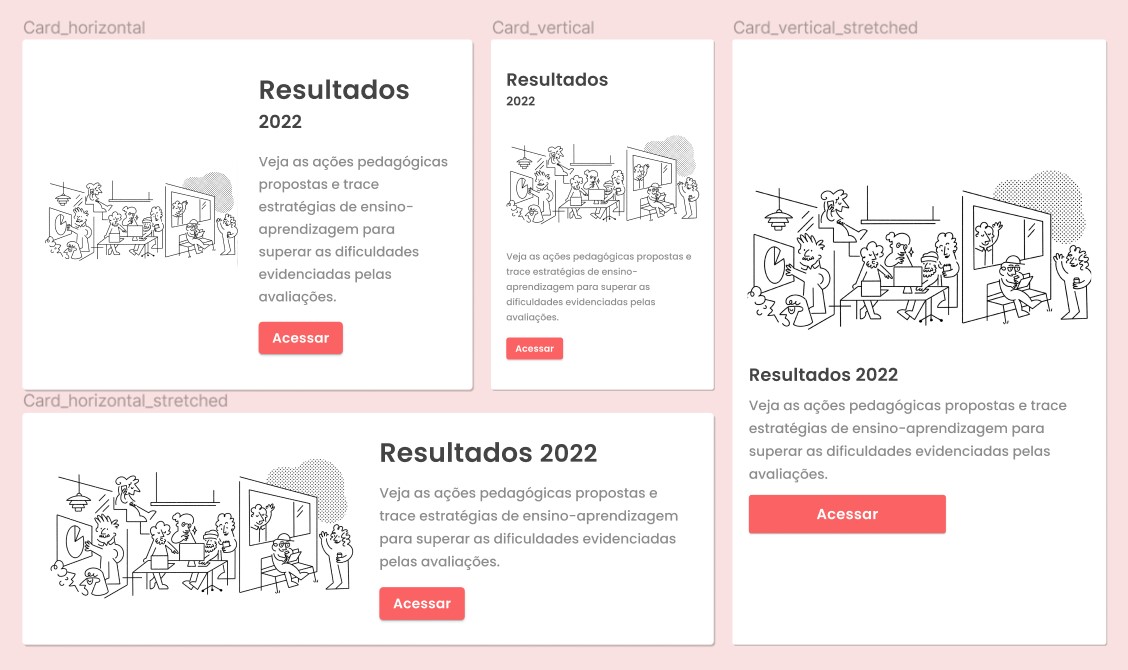 Card_horizontal
Resultados
2022
Veja as ações pedagógicas
propostas e trace
estratégias de ensino-
aprendizagem para
superar as dificuldades
evidenciadas pelas
avaliações.
Acessar
Card_vertical
Resultados
2022
Veja as ações pedagógicas propostas e
trace estratégias de ensino-
aprendizagem para superar as
dificuldades evidenciadas pelas
avaliações.
Acessar
Card_vertical_stretched
Resultados 2022
Veja as ações pedagógicas propostas e trace
estratégias de ensino-aprendizagem para
superar as dificuldades evidenciadas pelas
avaliações.
Acessar
Card_horizontal_stretched
Resultados 2022
Veja as ações pedagógicas propostas e
trace estratégias de ensino-aprendizagem
para superar as dificuldades evidenciadas
pelas avaliações.
Acessar